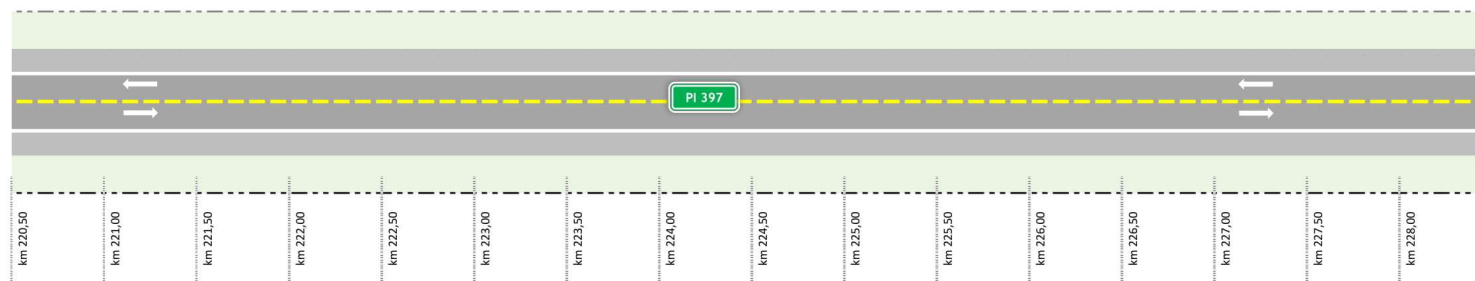 PI 397
km 220,50
km 221,00
km 221,50
km 222,00
km 222,50
km 223,00
km 223,50
km 224,00
km 224,50
km 225,00
km 225,50
km 226,00
km 226,50
km 227,00
km 227,50
km 228,00